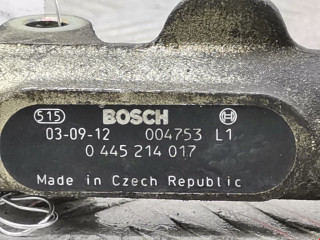 515 BOSCH
03-09-12 004753 L1
0 445 214 017
Made in Czech Republic